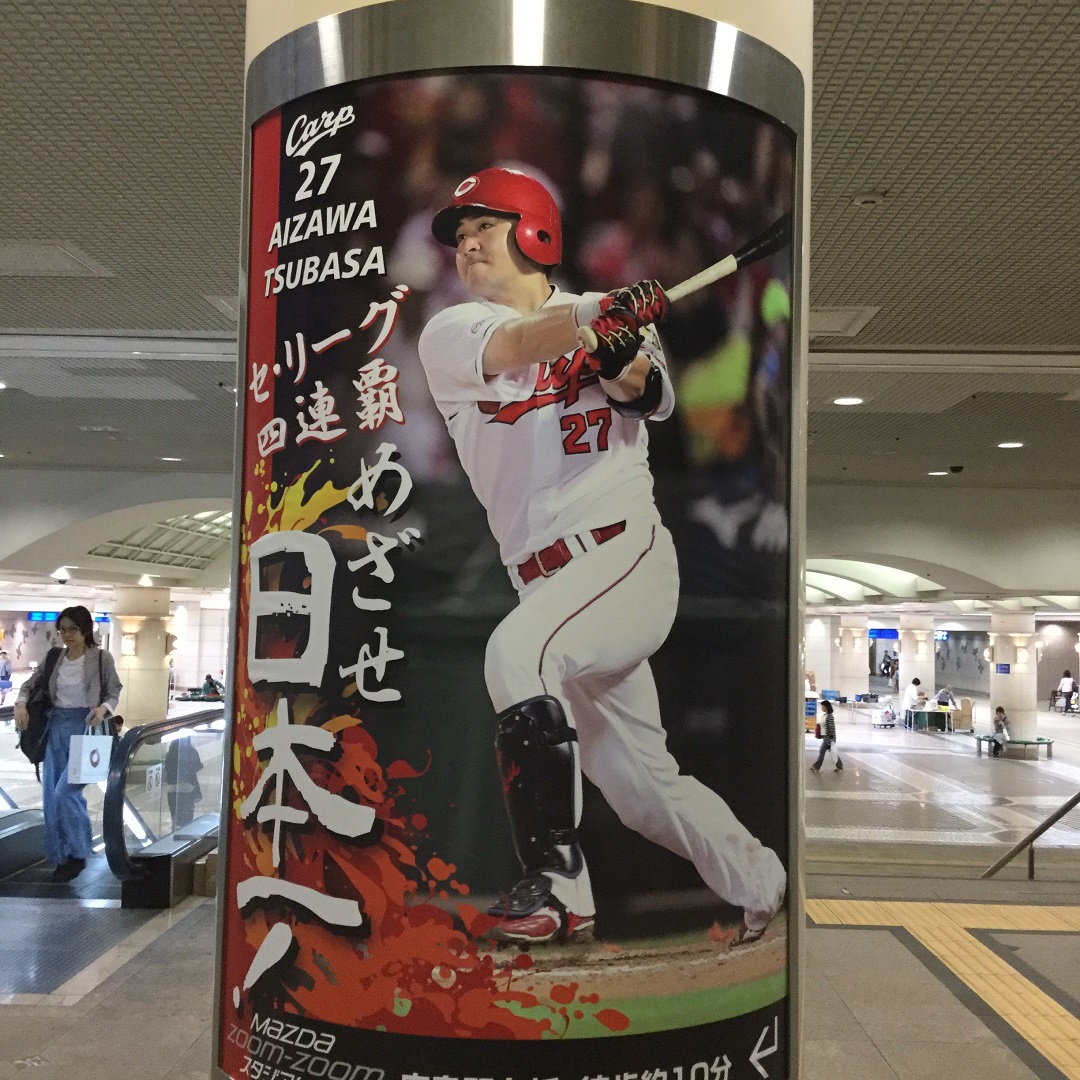 Carp
27
AIZAWA
TSUBASA
セ・リーグ
四連覇
めざせ
日本一!
Carp
27
mazda
zoom-zoom
スタジアム
徒歩約10分